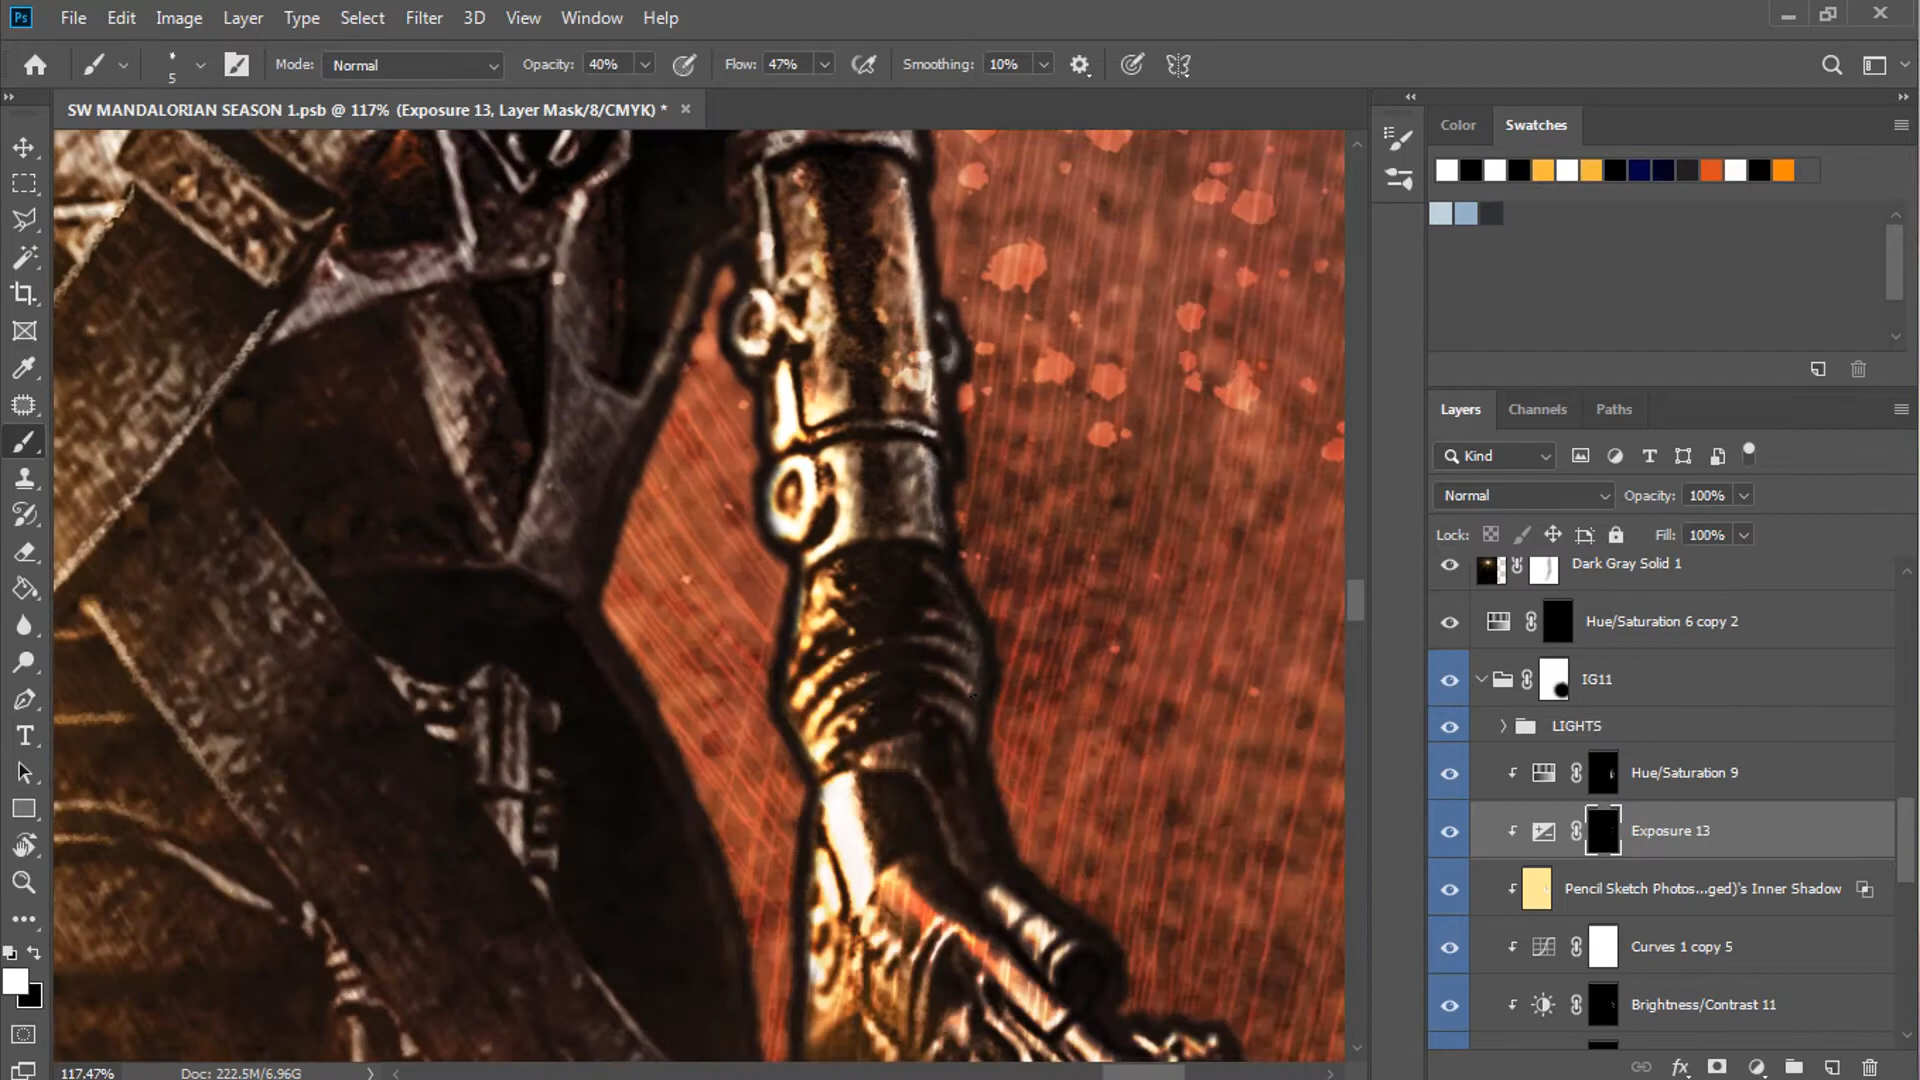 Ps File Edit Image Layer Type Select Filter 3D View Window Help
5 Mode: Normal Opacity: 40% Flow: 47% Smoothing: 10%
SW MANDALORIAN SEASON 1.psb @ 117% (Exposure 13, Layer Mask/8/CMYK) *
Color Swatches
Layers Channels Paths
Kind
Normal Opacity: 100%
Lock: Fill: 100%
Dark Gray Solid 1
Hue/Saturation 6 copy 2
IG11
LIGHTS
Hue/Saturation 9
Exposure 13
Pencil Sketch Photos...ged)'s Inner Shadow
Curves 1 copy 5
Brightness/Contrast 11
117.47% Doc: 222.5M/6.96G